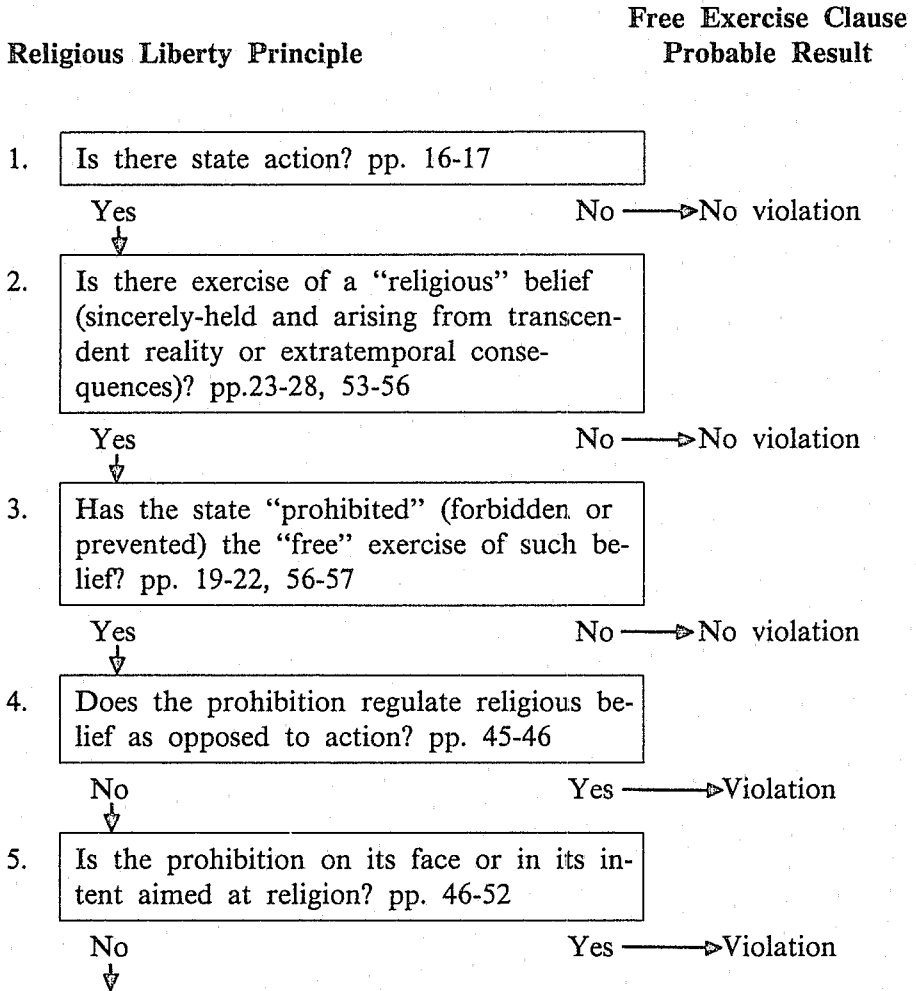 Free Exercise Clause
Religious Liberty Principle Probable Result
1. Is there state action? pp. 16-17
Yes No No violation
2. Is there exercise of a “religious” belief
(sincerely-held and arising from transcen-
dent reality or extratemporal conse-
quences)? pp.23-28, 53-56
Yes No No violation
3. Has the state “prohibited” (forbidden or
prevented) the “free” exercise of such be-
lief? pp. 19-22, 56-57
Yes No No violation
4. Does the prohibition regulate religious be-
lief as opposed to action? pp. 45-46
No Yes Violation
5. Is the prohibition on its face or in its in-
tent aimed at religion? pp. 46-52
No Yes Violation